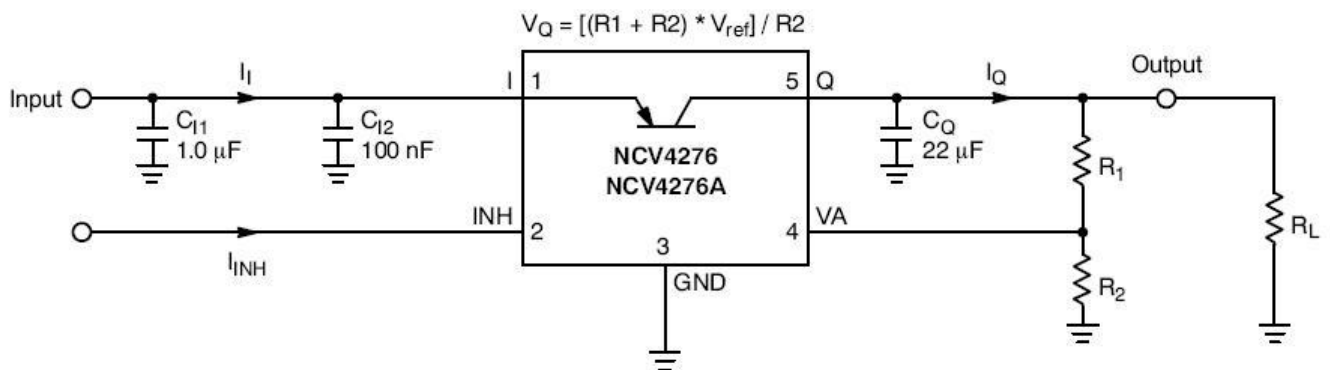 V_Q = [(R1 + R2) * V_ref] / R2
Input
I_I
I 1
5 Q
I_Q
Output
C_I1
1.0 μF
C_I2
100 nF
NCV4276
NCV4276A
C_Q
22 μF
R_1
INH
2
4
VA
R_L
I_INH
3
GND
R_2